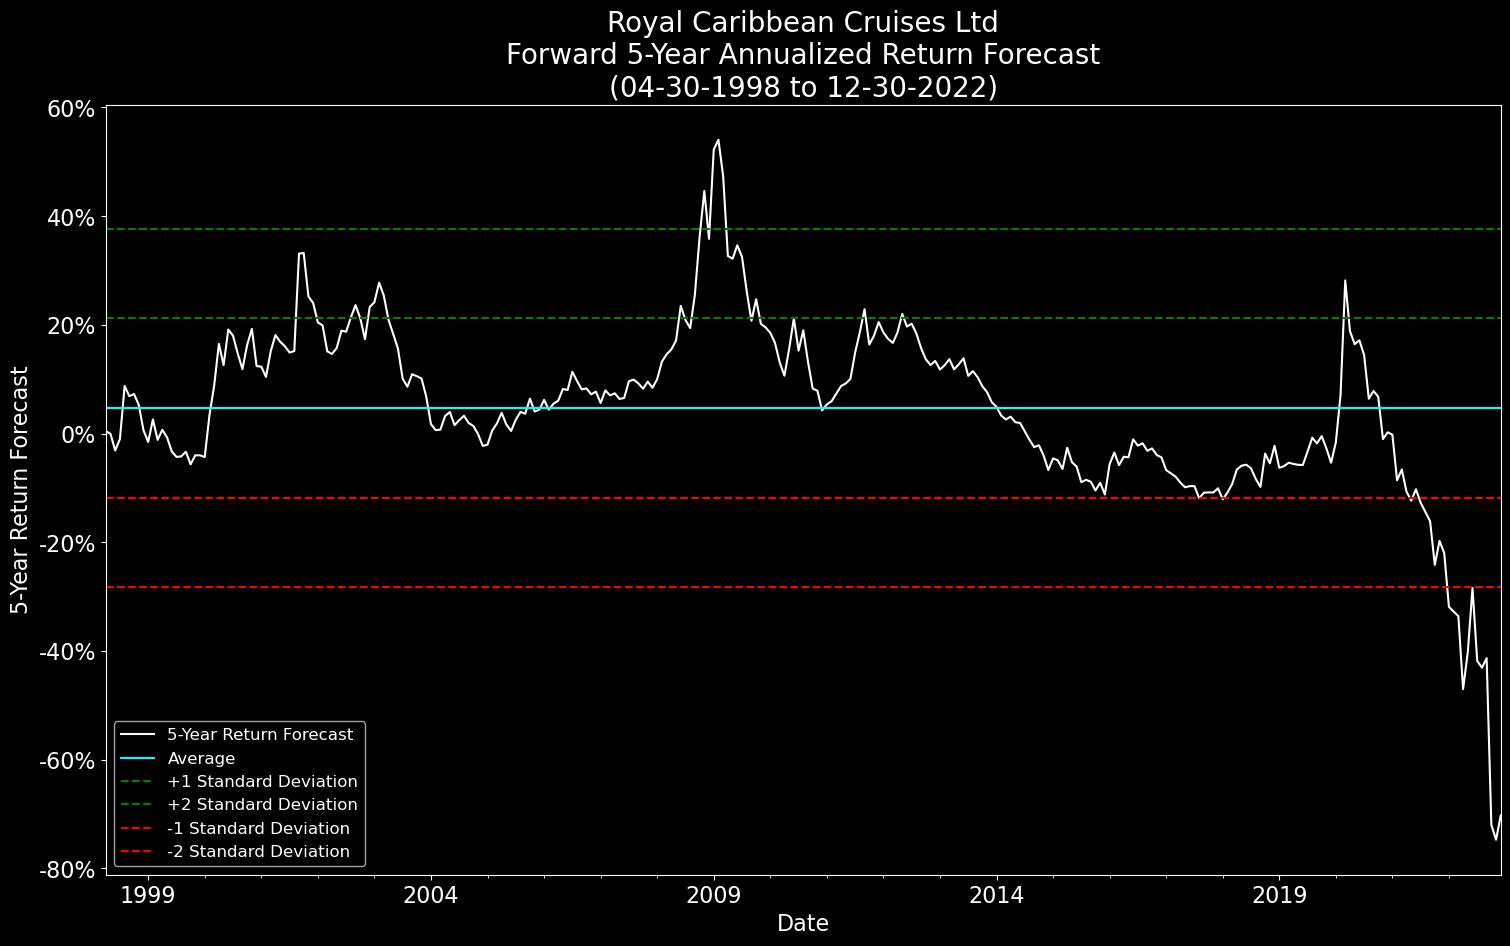 Royal Caribbean Cruises Ltd
Forward 5-Year Annualized Return Forecast
(04-30-1998 to 12-30-2022)
5-Year Return Forecast
60%
40%
20%
0%
-20%
-40%
-60%
-80%
5-Year Return Forecast
Average
+1 Standard Deviation
+2 Standard Deviation
-1 Standard Deviation
-2 Standard Deviation
1999 2004 2009 2014 2019
Date